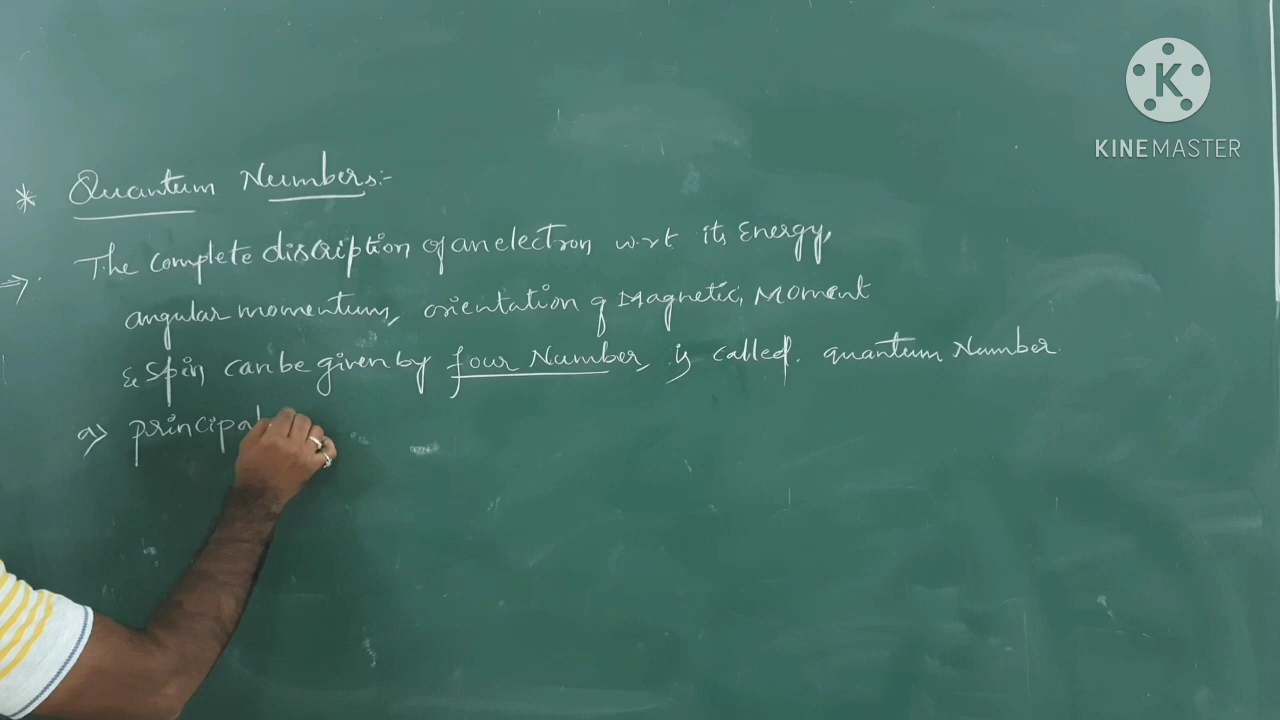 K
KINEMASTER
* Quantum Numbers:-
⇒ The complete discription of an electron w.r.t its Energy,
angular momentum, orientation of Magnetic Moment
& spin can be given by four Number, is called quantum Number.
a) principal